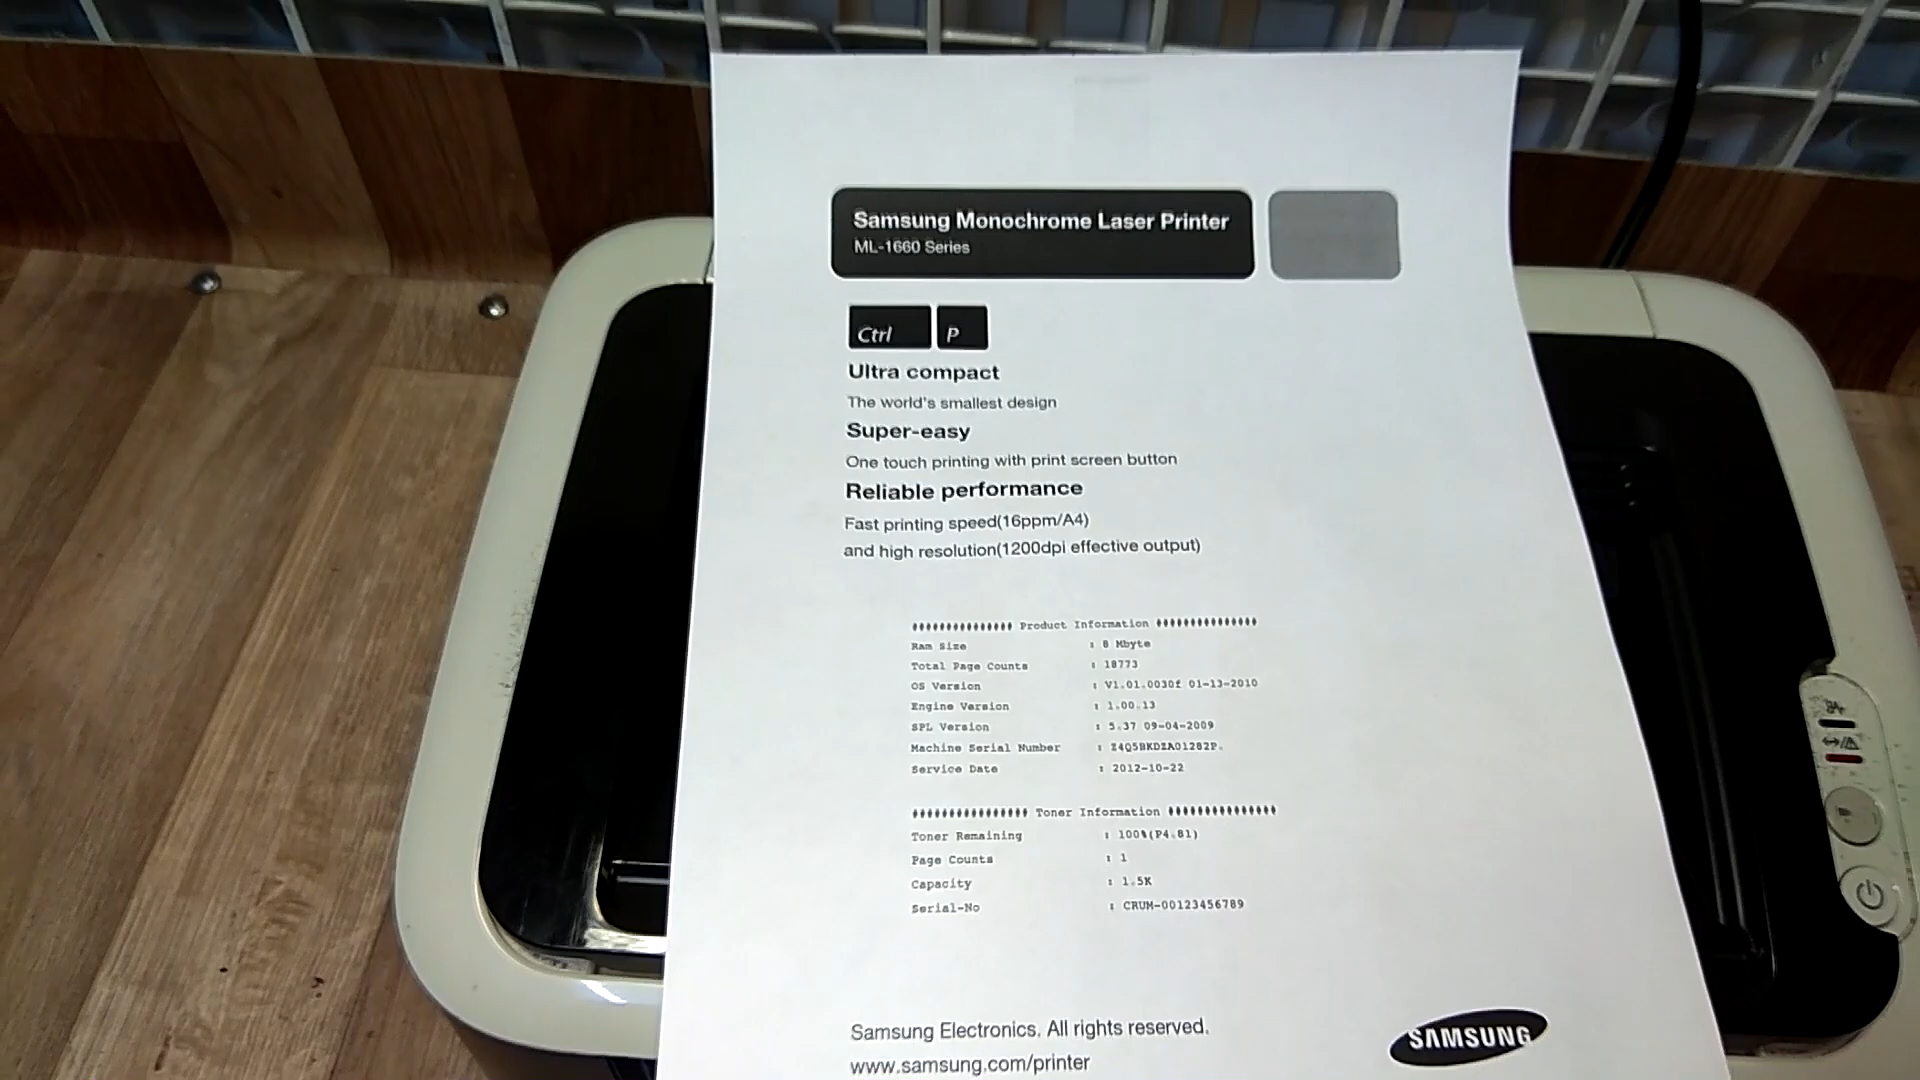 Samsung Monochrome Laser Printer
ML-1660 Series
Ctrl P
Ultra compact
The world's smallest design
Super-easy
One touch printing with print screen button
Reliable performance
Fast printing speed(16ppm/A4)
and high resolution(1200dpi effective output)
Product Information
Ram Size : 8 Mbyte
Total Page Counts : 18773
OS Version : V1.01.0030f 01-13-2010
Engine Version : 1.00.13
SPL Version : 5.37 09-04-2009
Machine Serial Number : Z4Q5BKDZA01282P.
Service Date : 2012-10-22
Toner Information
Toner Remaining : 100%(P4.81)
Page Counts : 1
Capacity : 1.5K
Serial-No : CRUM-00123456789
Samsung Electronics. All rights reserved.
www.samsung.com/printer
SAMSUNG